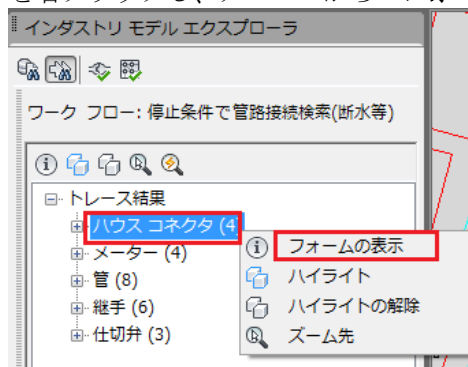 インダストリ モデル エクスプローラ
ワーク フロー: 停止条件で管路接続検索(断水等)
トレース結果
ハウス コネクタ (4)
メーター (4)
管 (8)
継手 (6)
仕切弁 (3)
フォームの表示
ハイライト
ハイライトの解除
ズーム先